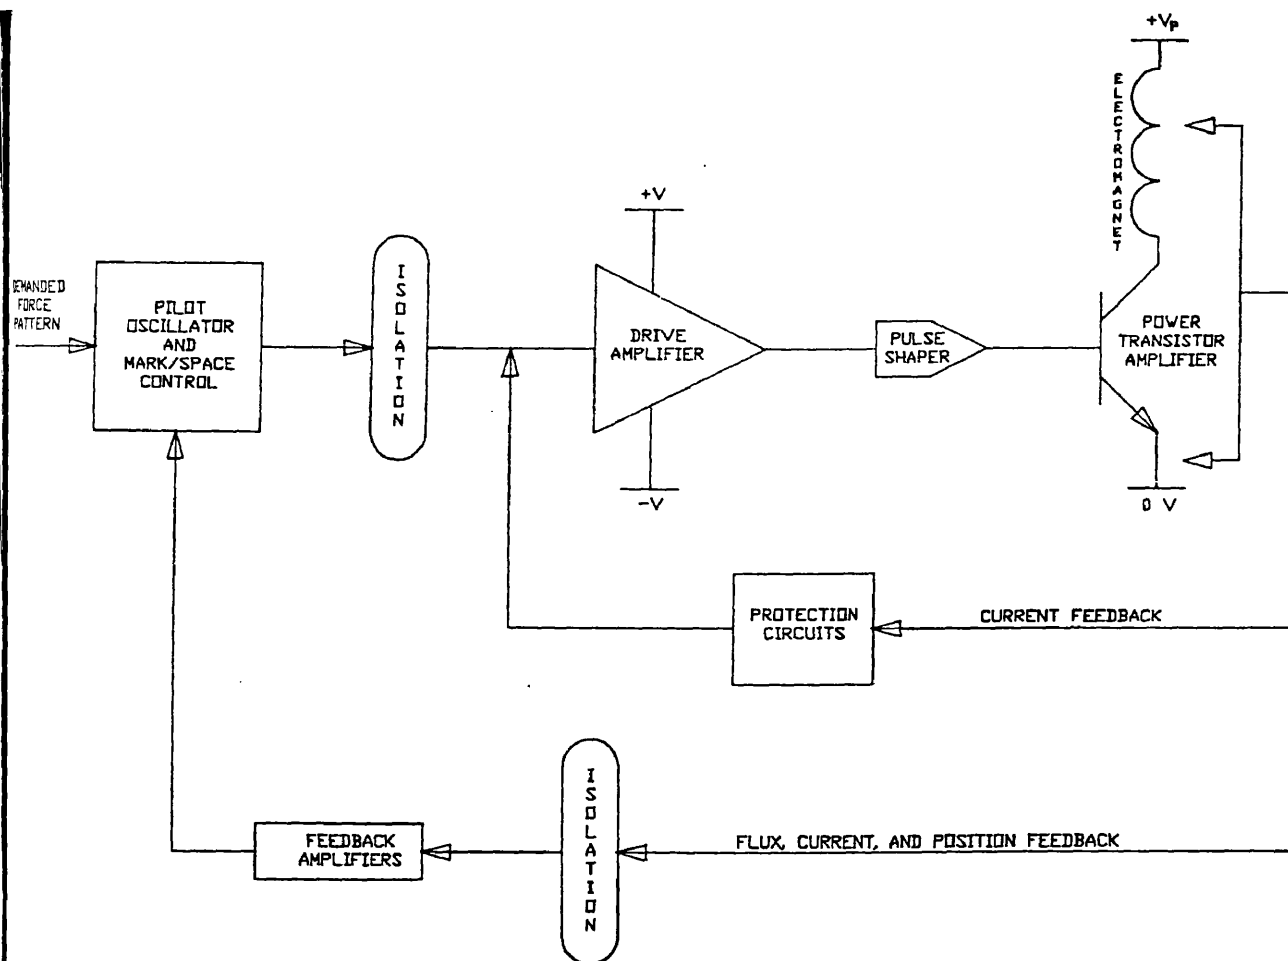 +Vp
ELECTROMAGNET
+V
DEMANDED
FORCE
PATTERN
PILOT
OSCILLATOR
AND
MARK/SPACE
CONTROL
ISOLATION
DRIVE
AMPLIFIER
PULSE
SHAPER
POWER
TRANSISTOR
AMPLIFIER
-V
0 V
PROTECTION
CIRCUITS
CURRENT FEEDBACK
FEEDBACK
AMPLIFIERS
ISOLATION
FLUX, CURRENT, AND POSITION FEEDBACK